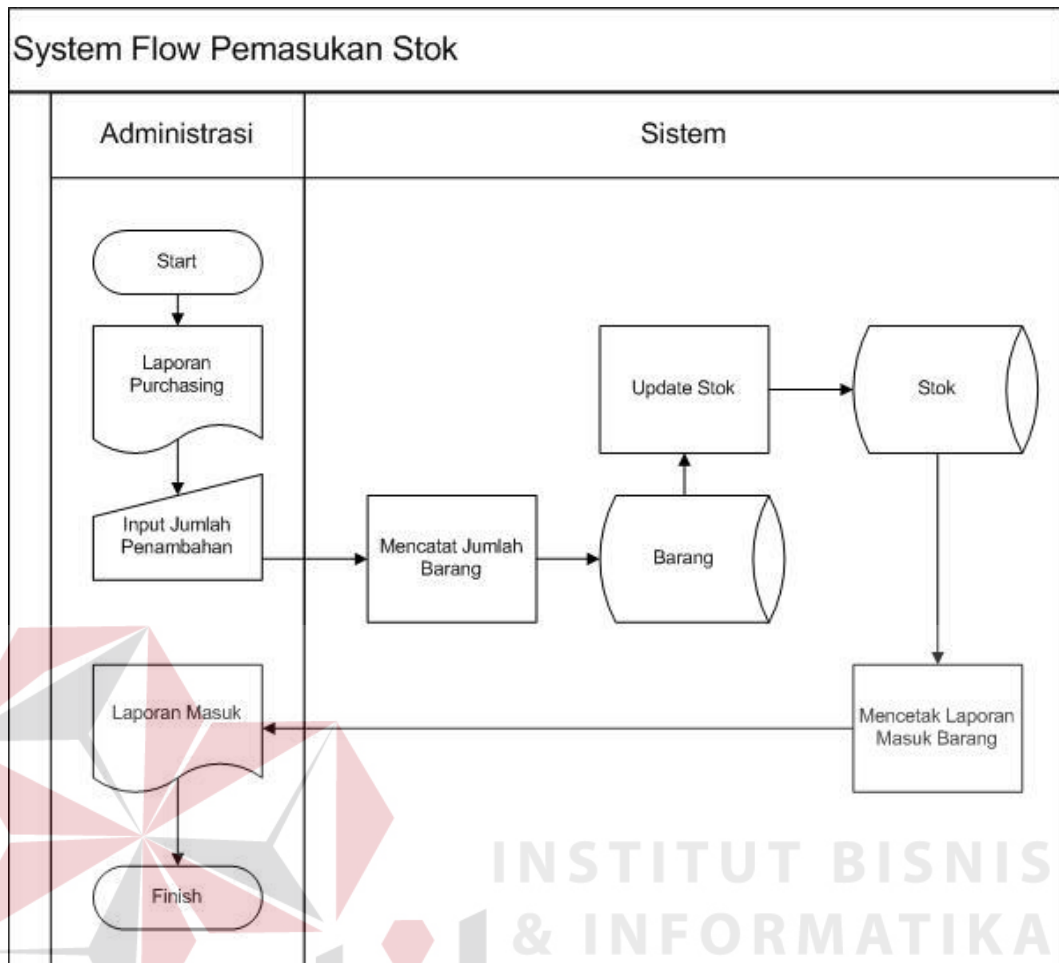 System Flow Pemasukan Stok
Administrasi
Sistem
Start
Laporan
Purchasing
Input Jumlah
Penambahan
Mencatat Jumlah
Barang
Barang
Update Stok
Stok
Mencetak Laporan
Masuk Barang
Laporan Masuk
Finish
INSTITUT BISNIS
& INFORMATIKA